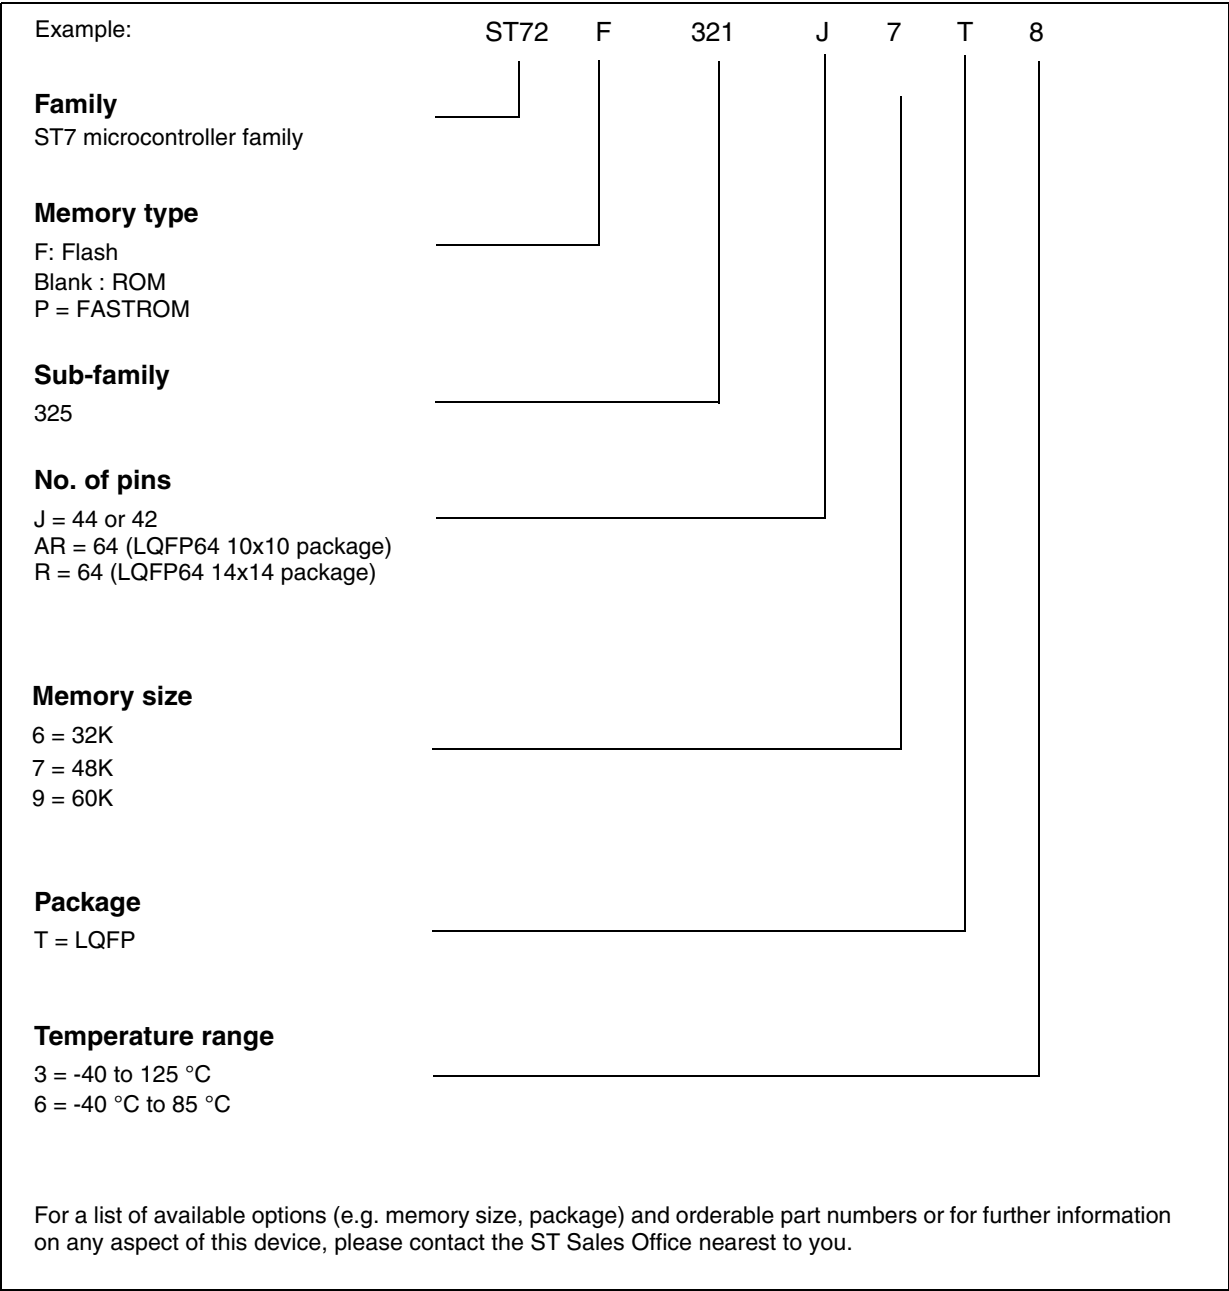 Example: ST72 F 321 J 7 T 8
Family
ST7 microcontroller family
Memory type
F: Flash
Blank : ROM
P = FASTROM
Sub-family
325
No. of pins
J = 44 or 42
AR = 64 (LQFP64 10x10 package)
R = 64 (LQFP64 14x14 package)
Memory size
6 = 32K
7 = 48K
9 = 60K
Package
T = LQFP
Temperature range
3 = -40 to 125 °C
6 = -40 °C to 85 °C
For a list of available options (e.g. memory size, package) and orderable part numbers or for further information
on any aspect of this device, please contact the ST Sales Office nearest to you.